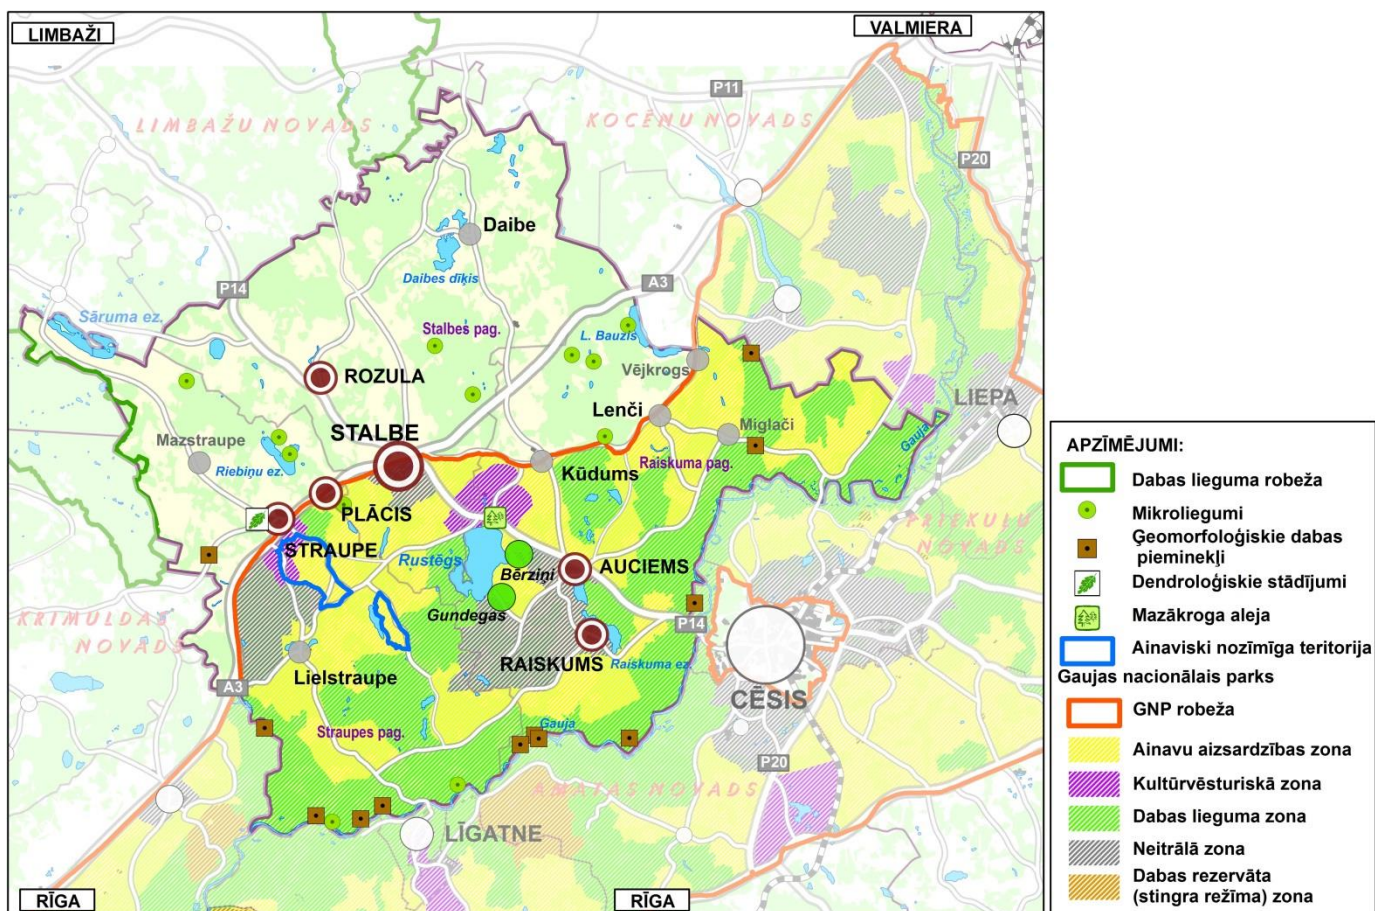 LIMBAŽI
VALMIERA
P11
LIMBAŽU NOVADS
KOCĒNU NOVADS
P20
Daibe
Daibes dīķis
A3
P14
Sāruma ez.
Stalbes pag.
L. Bauzis
Vējkrogs
ROZULA
LIEPA
Lenči
Miglači
STALBE
Mazstraupe
Gauja
Riebiņu ez.
Raiskuma pag.
Kūdums
PLĀCIS
STRAUPE
PRIEKUĻU
NOVADS
Rustēgs
Bērziņi
AUCIEMS
Gundegas
KRIMULDAS
NOVADS
P14
RAISKUMS
Raiskuma ez.
Lielstraupe
A3
CĒSIS
Straupes pag.
Gauja
P20
AMATAS NOVADS
LĪGATNE
RĪGA
RĪGA
APZĪMĒJUMI:
Dabas lieguma robeža
Mikroliegumi
Ģeomorfoloģiskie dabas
pieminekļi
Dendroloģiskie stādījumi
Mazākroga aleja
Ainaviski nozīmīga teritorija
Gaujas nacionālais parks
GNP robeža
Ainavu aizsardzības zona
Kultūrvēsturiskā zona
Dabas lieguma zona
Neitrālā zona
Dabas rezervāta
(stingra režīma) zona